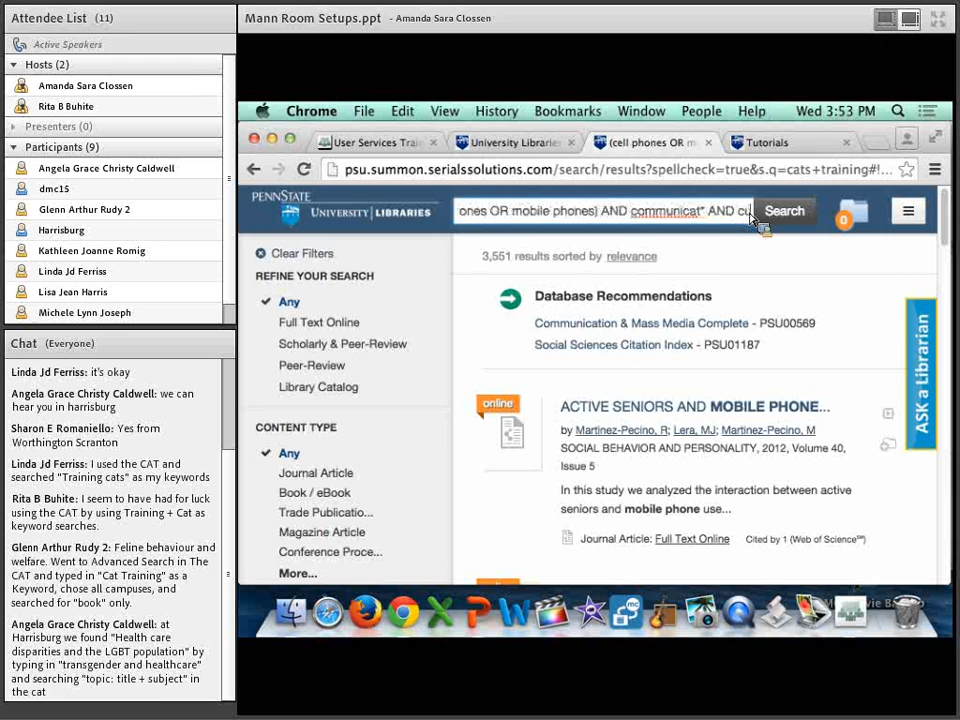 Attendee List (11)
Active Speakers
Hosts (2)
Amanda Sara Clossen
Rita B Buhite
Presenters (0)
Participants (9)
Angela Grace Christy Caldwell
dmc15
Glenn Arthur Rudy 2
Harrisburg
Kathleen Joanne Romig
Linda Jd Ferriss
Lisa Jean Harris
Michele Lynn Joseph
Chat (Everyone)
Linda Jd Ferriss: it's okay
Angela Grace Christy Caldwell: we can
hear you in harrisburg
Sharon E Romaniello: Yes from
Worthington Scranton
Linda Jd Ferriss: I used the CAT and
searched "Training cats" as my keywords
Rita B Buhite: I seem to have had for luck
using the CAT by using Training + Cat as
keyword searches.
Glenn Arthur Rudy 2: Feline behaviour and
welfare. Went to Advanced Search in The
CAT and typed in "Cat Training" as a
Keyword, chose all campuses, and
searched for "book" only.
Angela Grace Christy Caldwell: at
Harrisburg we found "Health care
disparities and the LGBT population" by
typing in "transgender and healthcare"
and searching "topic: title + subject" in
the cat
Mann Room Setups.ppt - Amanda Sara Clossen
Chrome File Edit View History Bookmarks Window People Help Wed 3:53 PM
User Services Trai
University Librarie
(cell phones OR m
Tutorials
psu.summon.serialssolutions.com/search/results?spellcheck=true&s.q=cats+training#!...
PENNSTATE
University Libraries
ones OR mobile phones) AND communicat* AND cu
Search
0
Clear Filters
REFINE YOUR SEARCH
Any
Full Text Online
Scholarly & Peer-Review
Peer-Review
Library Catalog
CONTENT TYPE
Any
Journal Article
Book / eBook
Trade Publicatio...
Magazine Article
Conference Proce...
More...
3,551 results sorted by relevance
Database Recommendations
Communication & Mass Media Complete - PSU00569
Social Sciences Citation Index - PSU01187
online
ACTIVE SENIORS AND MOBILE PHONE...
by Martinez-Pecino, R; Lera, MJ; Martinez-Pecino, M
SOCIAL BEHAVIOR AND PERSONALITY, 2012, Volume 40,
Issue 5
In this study we analyzed the interaction between active
seniors and mobile phone use...
Journal Article: Full Text Online Cited by 1 (Web of Science℠)
ASK a Librarian